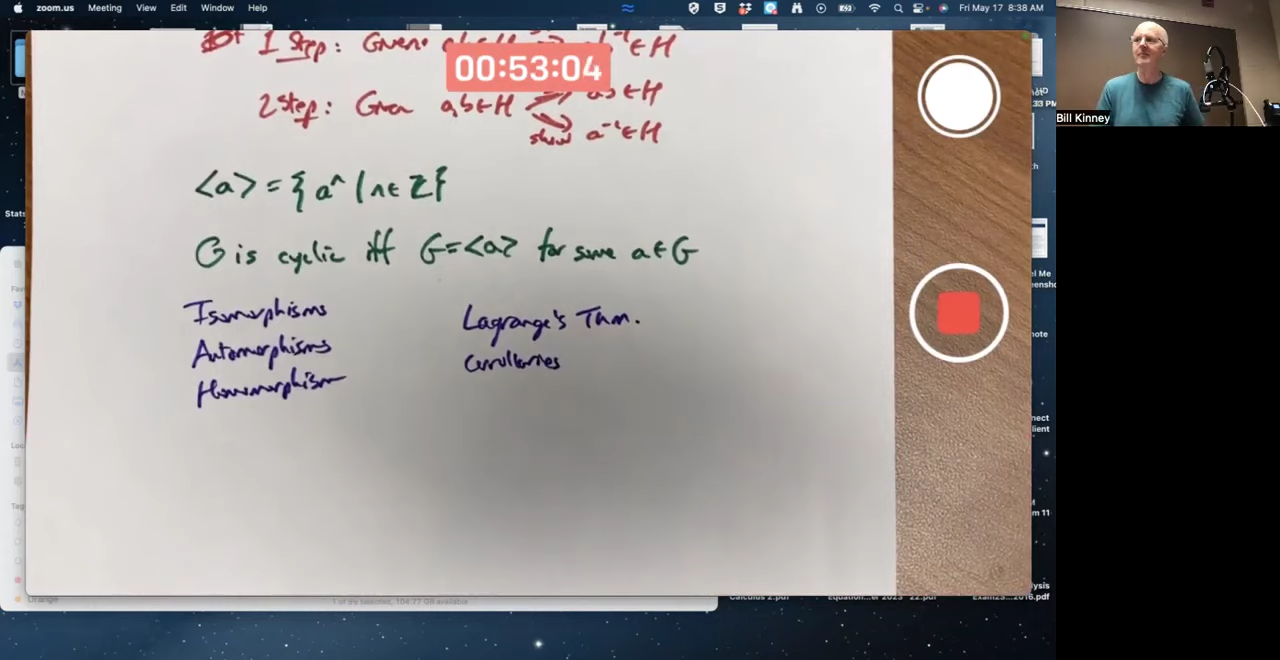 zoom.us Meeting View Edit Window Help Fri May 17 8:38 AM
1 Step: Given a,b∈H ab⁻¹∈H
00:53:04
2 Step: Given a,b∈H ab∈H
show a⁻¹∈H
Bill Kinney
<a> = { aⁿ | n∈Z}
G is cyclic iff G=<a> for some a∈G
Isomorphisms
Automorphisms
Homomorphism
Lagrange's Thm.
Corollaries